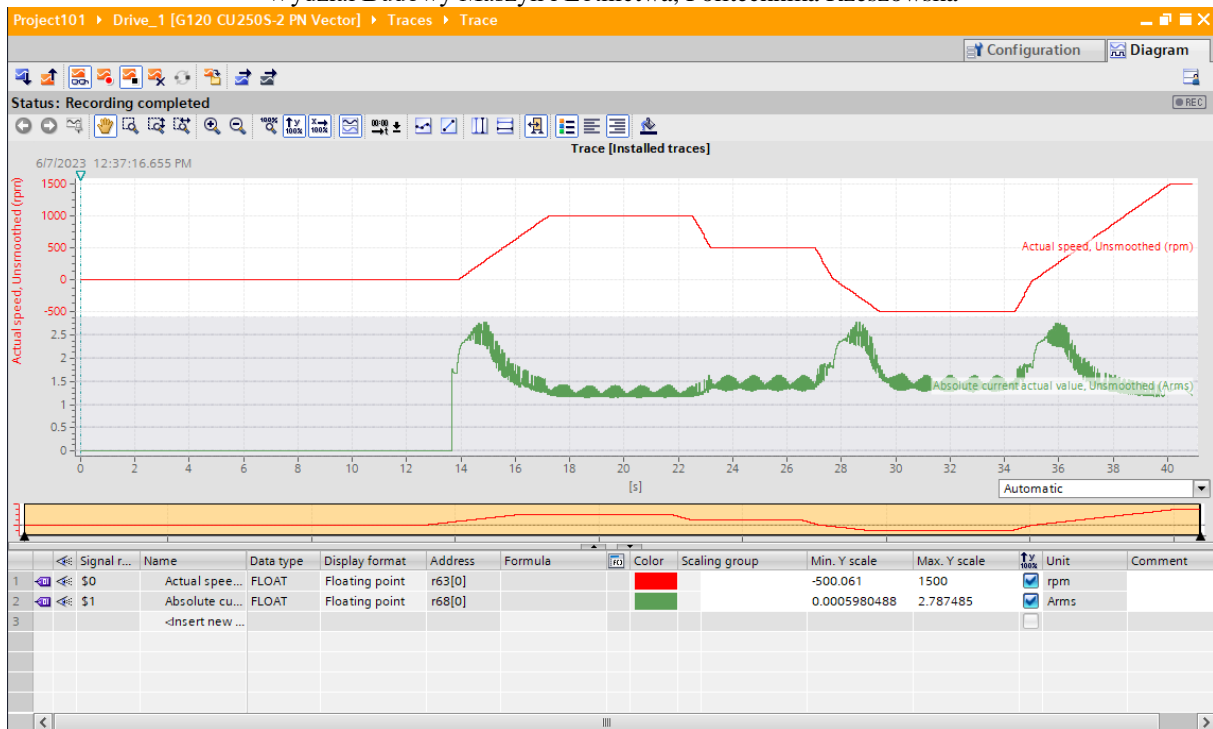 Wydział Budowy Maszyn i Lotnictwa, Politechnika Rzeszowska
Project101 ▸ Drive_1 [G120 CU250S-2 PN Vector] ▸ Traces ▸ Trace
Configuration Diagram
Status: Recording completed
REC
Trace [Installed traces]
6/7/2023 12:37:16.655 PM
Actual speed, Unsmoothed (rpm)
1500
1000
500
0
-500
Actual speed, Unsmoothed (rpm)
2.5
2
1.5
1
0.5
0
Absolute current actual value, Unsmoothed (Arms)
0 2 4 6 8 10 12 14 16 18 20 22 24 26 28 30 32 34 36 38 40
[s]
Automatic
Signal r... Name Data type Display format Address Formula Color Scaling group Min. Y scale Max. Y scale Unit Comment
1 $0 Actual spee... FLOAT Floating point r63[0] -500.061 1500 rpm
2 $1 Absolute cu... FLOAT Floating point r68[0] 0.0005980488 2.787485 Arms
3 <Insert new ...